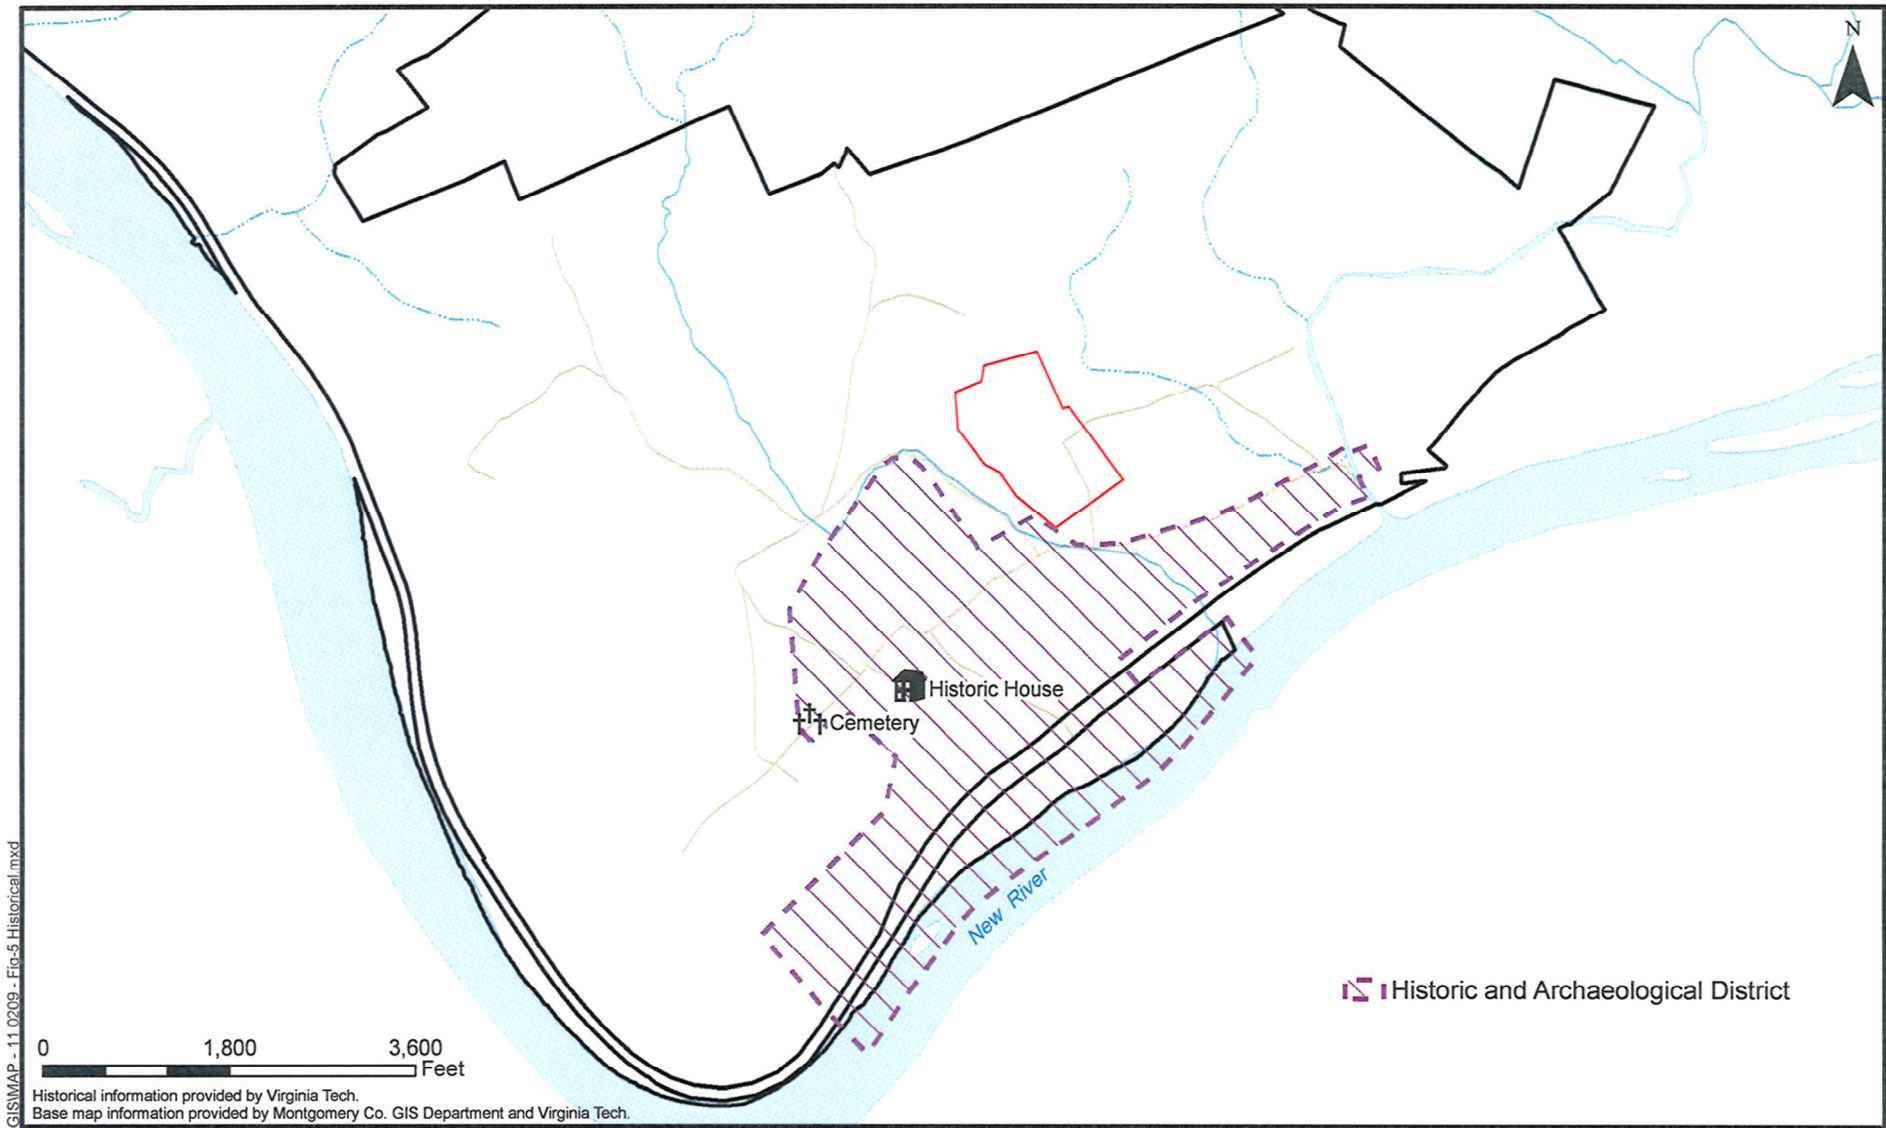 N
Historic House
Cemetery
New River
Historic and Archaeological District
0 1,800 3,600
Feet
Historical information provided by Virginia Tech.
Base map information provided by Montgomery Co. GIS Department and Virginia Tech.
GIS\MAP - 11 0209 - Fig-5 Historical.mxd